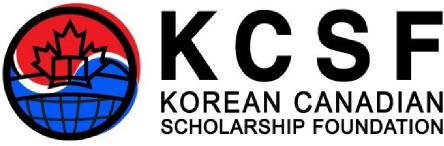 KCSF
KOREAN CANADIAN
SCHOLARSHIP FOUNDATION